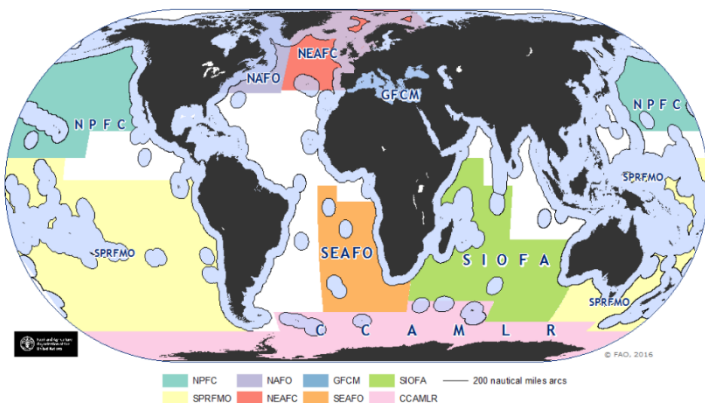 NEAFC
NAFO
GFCM
NPFC
NPFC
SPRFMO
SPRFMO
SEAFO
SIOFA
SPRFMO
CCAMLR
© FAO, 2016
NPFC
NAFO
GFCM
SIOFA
200 nautical miles arcs
SPRFMO
NEAFC
SEAFO
CCAMLR